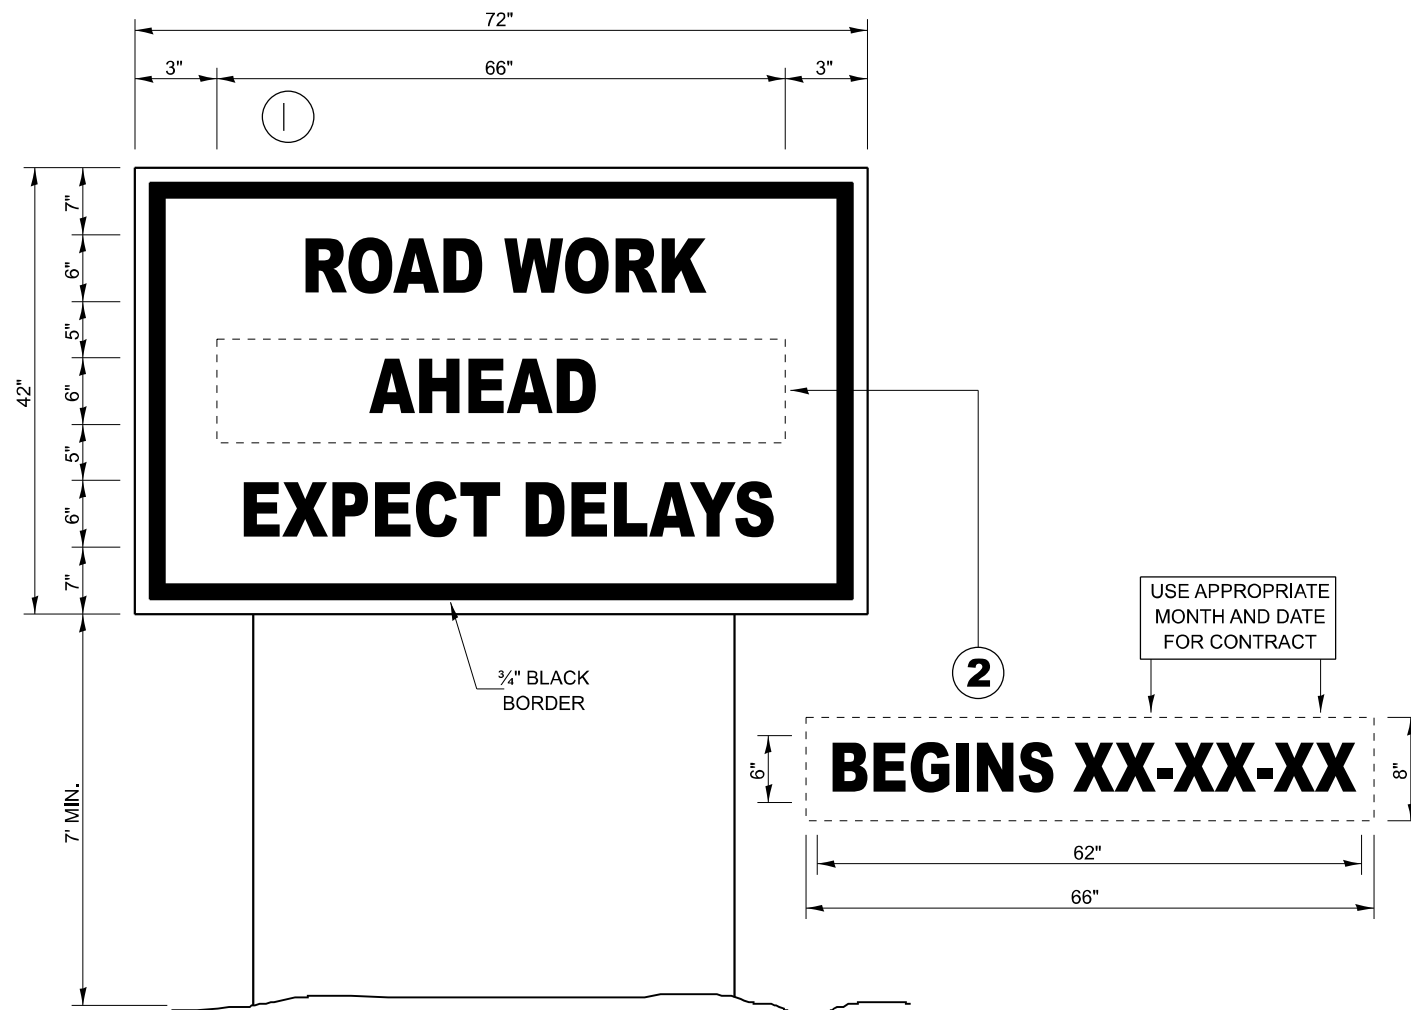 72"
3" 66" 3"
1
7"
6"
5"
6"
5"
6"
7"
42"
ROAD WORK
AHEAD
EXPECT DELAYS
¾" BLACK
BORDER
7' MIN.
2
USE APPROPRIATE
MONTH AND DATE
FOR CONTRACT
6"
BEGINS XX-XX-XX
8"
62"
66"